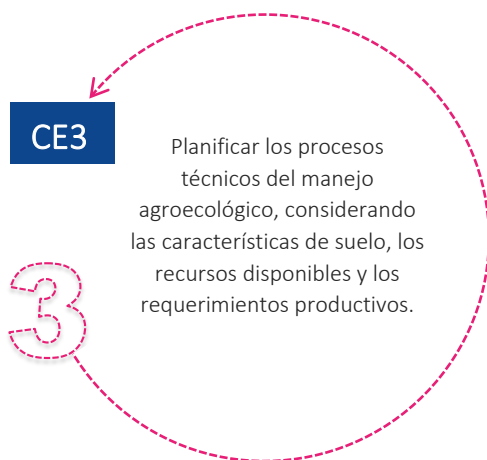 CE3
Planificar los procesos
técnicos del manejo
agroecológico, considerando
las características de suelo, los
recursos disponibles y los
requerimientos productivos.
3